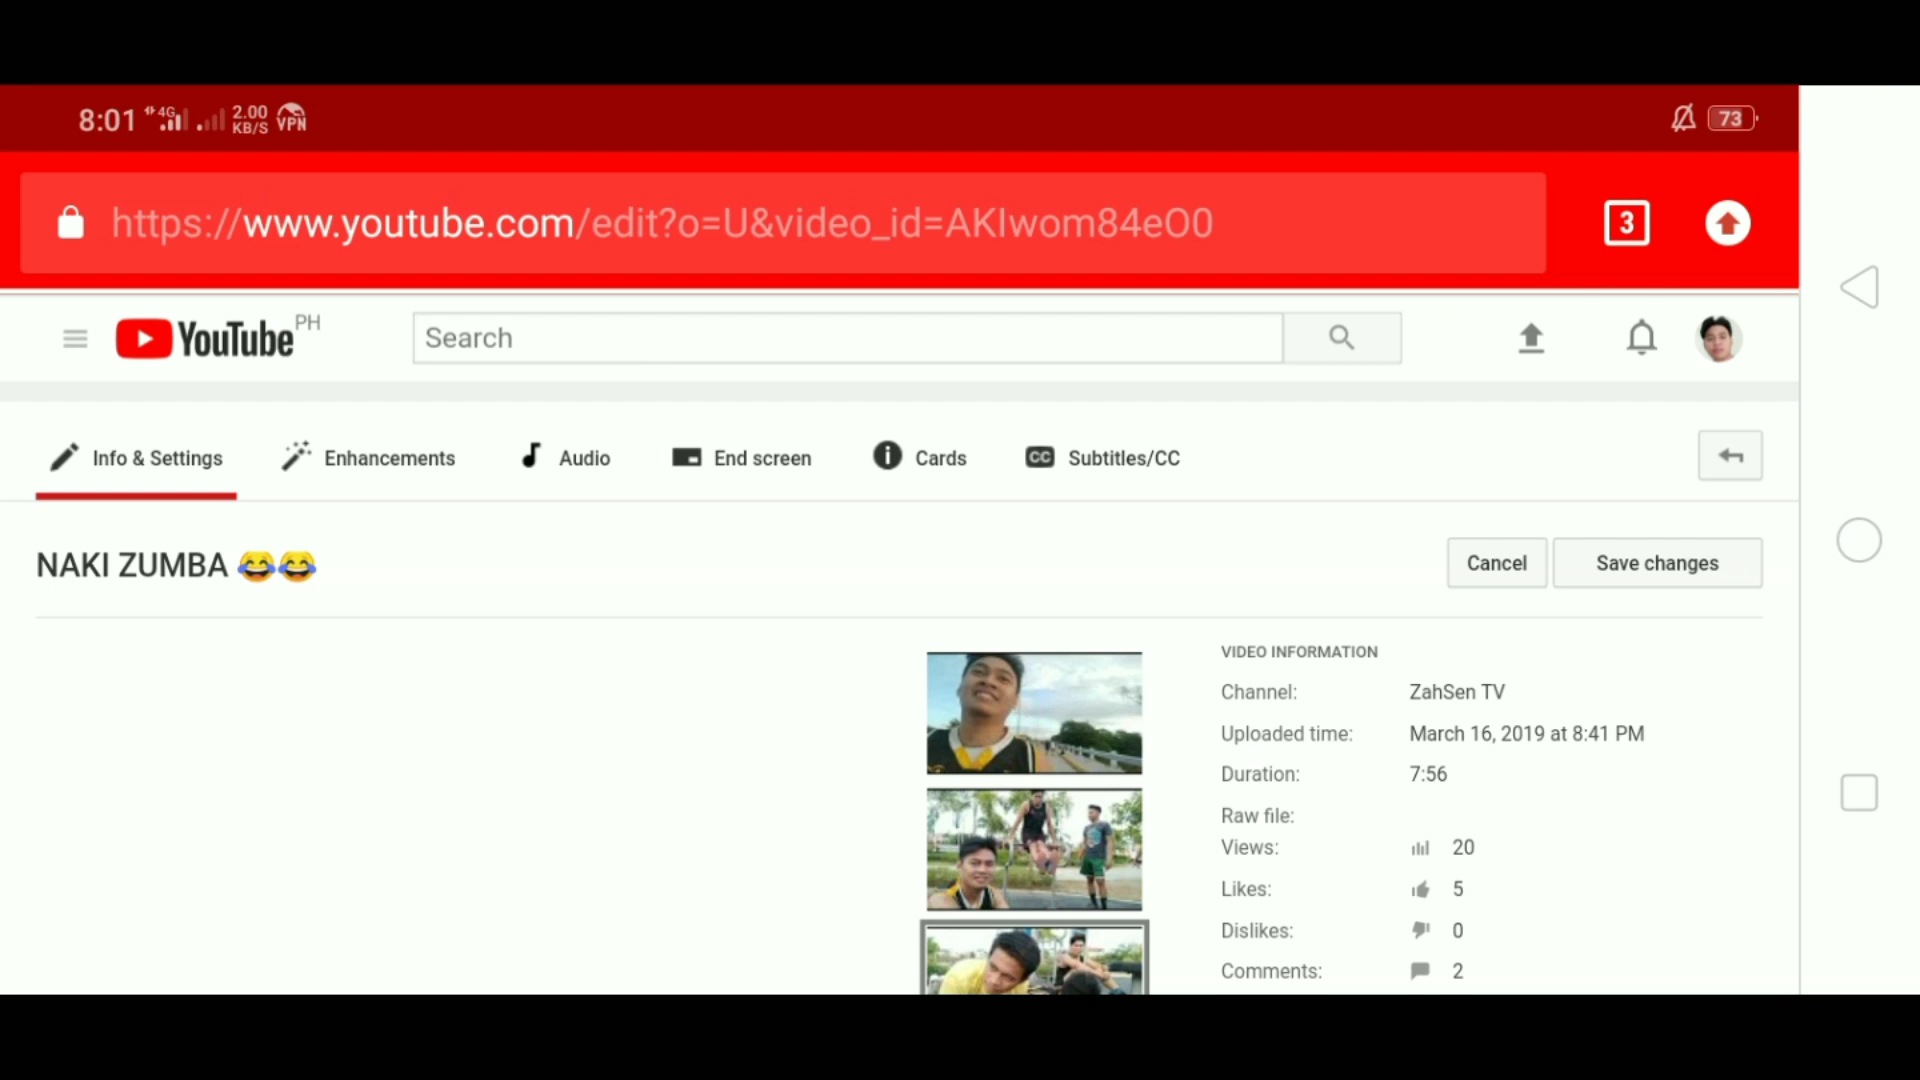 8:01 4G 2.00 KB/S VPN 73
https://www.youtube.com/edit?o=U&video_id=AKIwom84eO0 3
YouTube PH Search
Info & Settings Enhancements Audio End screen Cards CC Subtitles/CC
NAKI ZUMBA 😂😂 Cancel Save changes
VIDEO INFORMATION
Channel: ZahSen TV
Uploaded time: March 16, 2019 at 8:41 PM
Duration: 7:56
Raw file:
Views: 20
Likes: 5
Dislikes: 0
Comments: 2